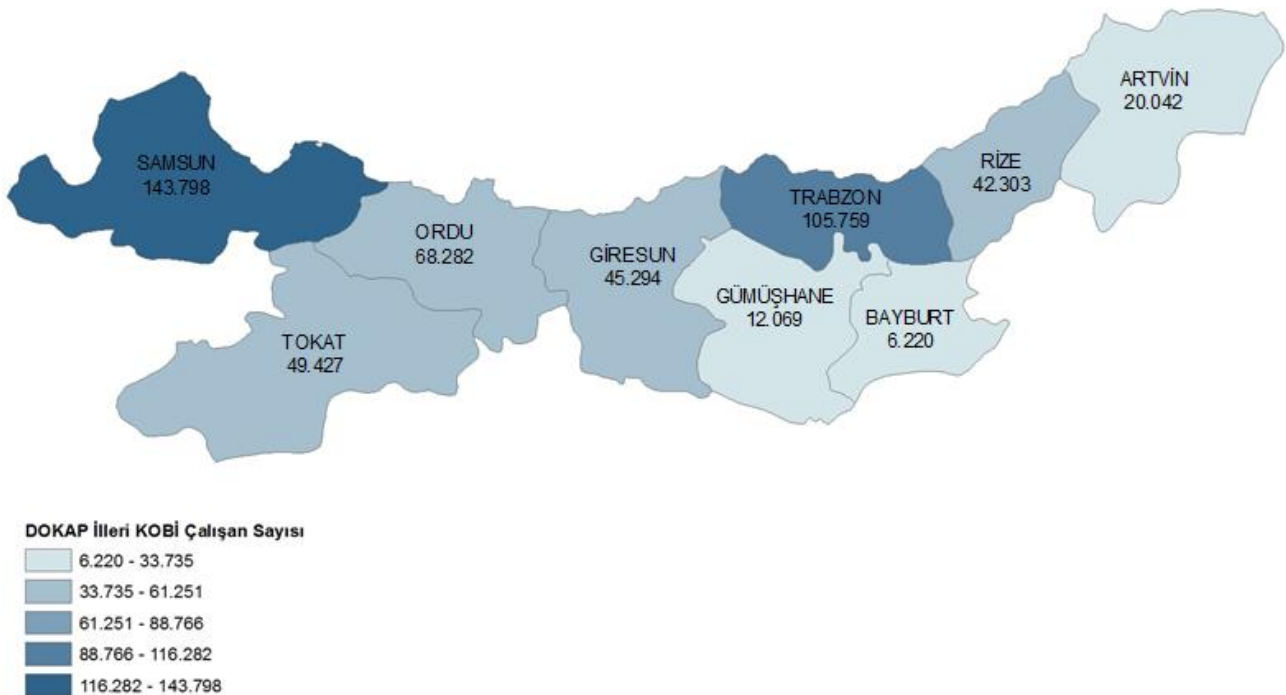 ARTVİN
20.042
SAMSUN
143.798
RİZE
42.303
TRABZON
105.759
ORDU
68.282
GİRESUN
45.294
GÜMÜŞHANE
12.069
BAYBURT
6.220
TOKAT
49.427
DOKAP İlleri KOBİ Çalışan Sayısı
6.220 - 33.735
33.735 - 61.251
61.251 - 88.766
88.766 - 116.282
116.282 - 143.798